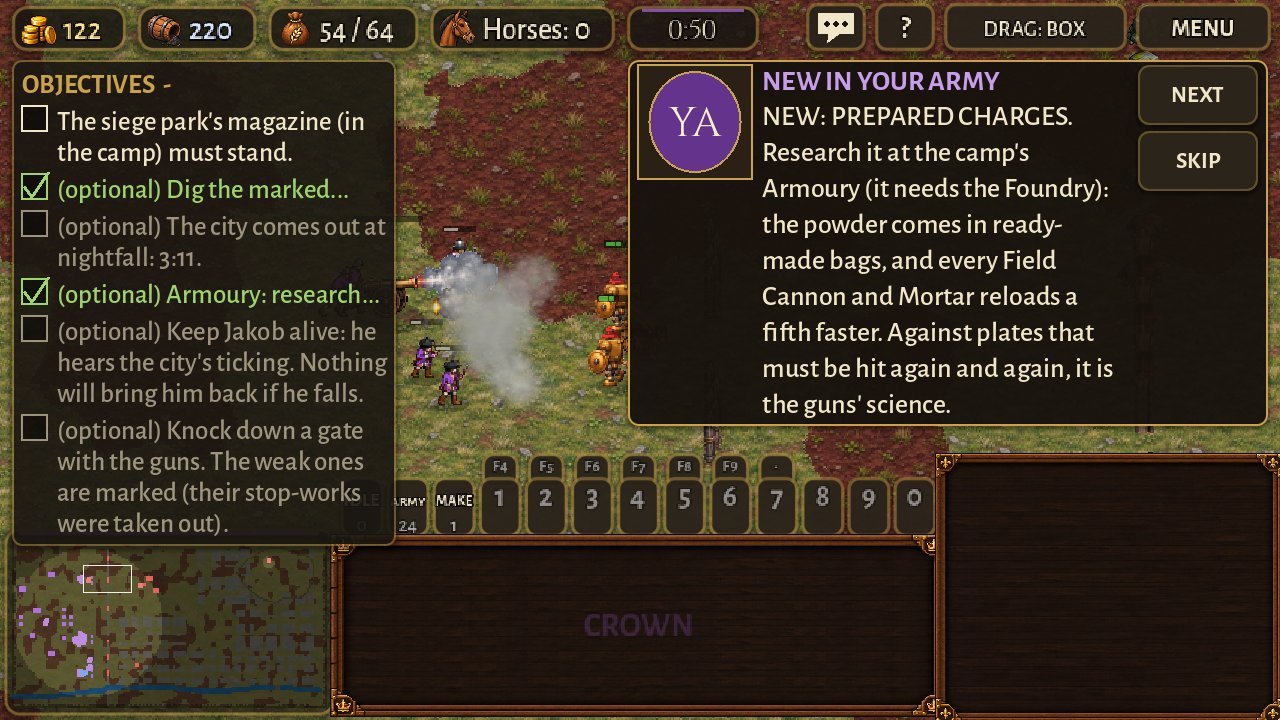 122
220
54 / 64
Horses: 0
0:50
?
DRAG: BOX
MENU
OBJECTIVES -
The siege park's magazine (in
the camp) must stand.
(optional) Dig the marked...
(optional) The city comes out at
nightfall: 3:11.
(optional) Armoury: research...
(optional) Keep Jakob alive: he
hears the city's ticking. Nothing
will bring him back if he falls.
(optional) Knock down a gate
with the guns. The weak ones
are marked (their stop-works
were taken out).
YA
NEW IN YOUR ARMY
NEW: PREPARED CHARGES.
Research it at the camp's
Armoury (it needs the Foundry):
the powder comes in ready-
made bags, and every Field
Cannon and Mortar reloads a
fifth faster. Against plates that
must be hit again and again, it is
the guns' science.
NEXT
SKIP
F4 F5 F6 F7 F8 F9 .
IDLE ARMY MAKE 1 2 3 4 5 6 7 8 9 0
0 24 1
CROWN